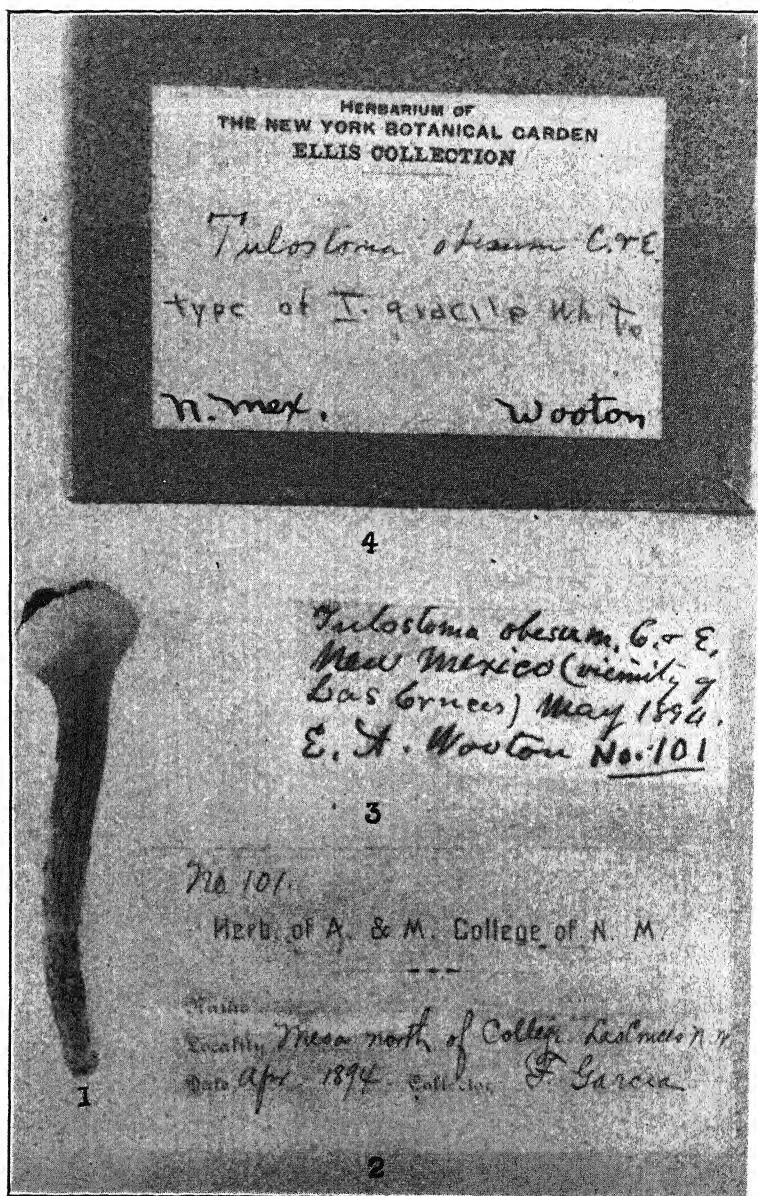 HERBARIUM OF
THE NEW YORK BOTANICAL GARDEN
ELLIS COLLECTION
Tulostoma obesum C. & E.
type of T. gracile White
N. Mex. Wooton
4
Tulostoma obesum. C. & E.
New Mexico (vicinity of
Las Cruces) May 1894.
E. A. Wooton No. 101
3
No 101.
Herb. of A. & M. College of N. M.
Name
Locality Mesa north of College Las Cruces N. M.
Date Apr. 1894. Collector F Garcia
1
2